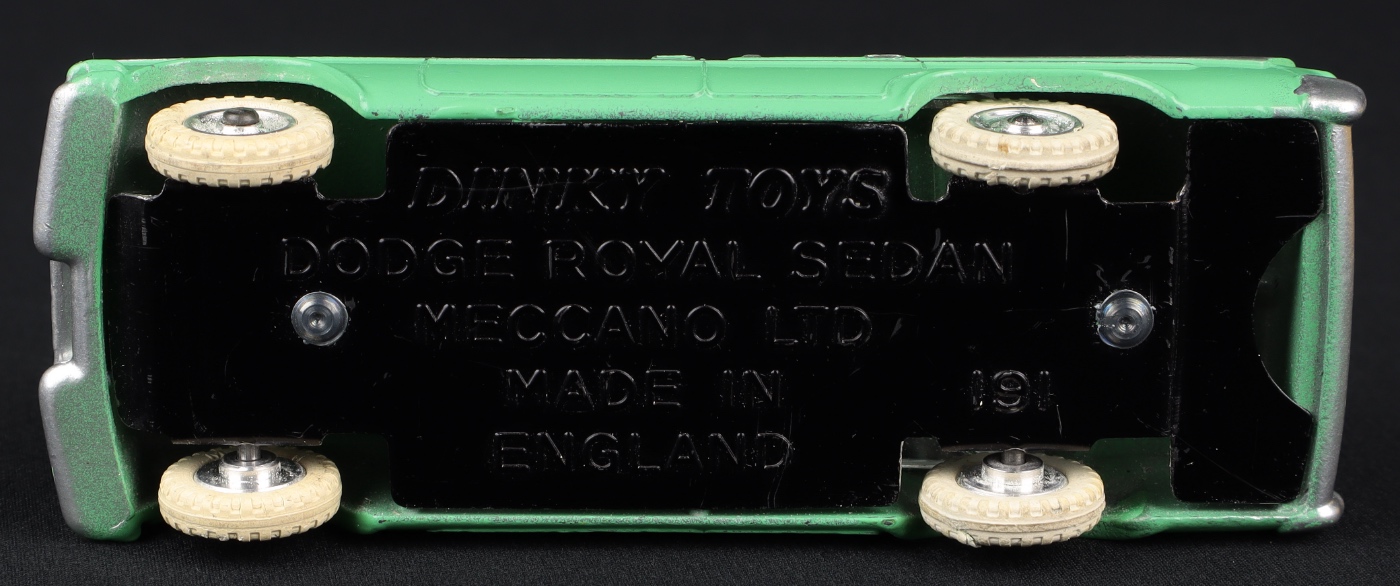 DINKY TOYS
DODGE ROYAL SEDAN
MECCANO LTD
MADE IN 191
ENGLAND